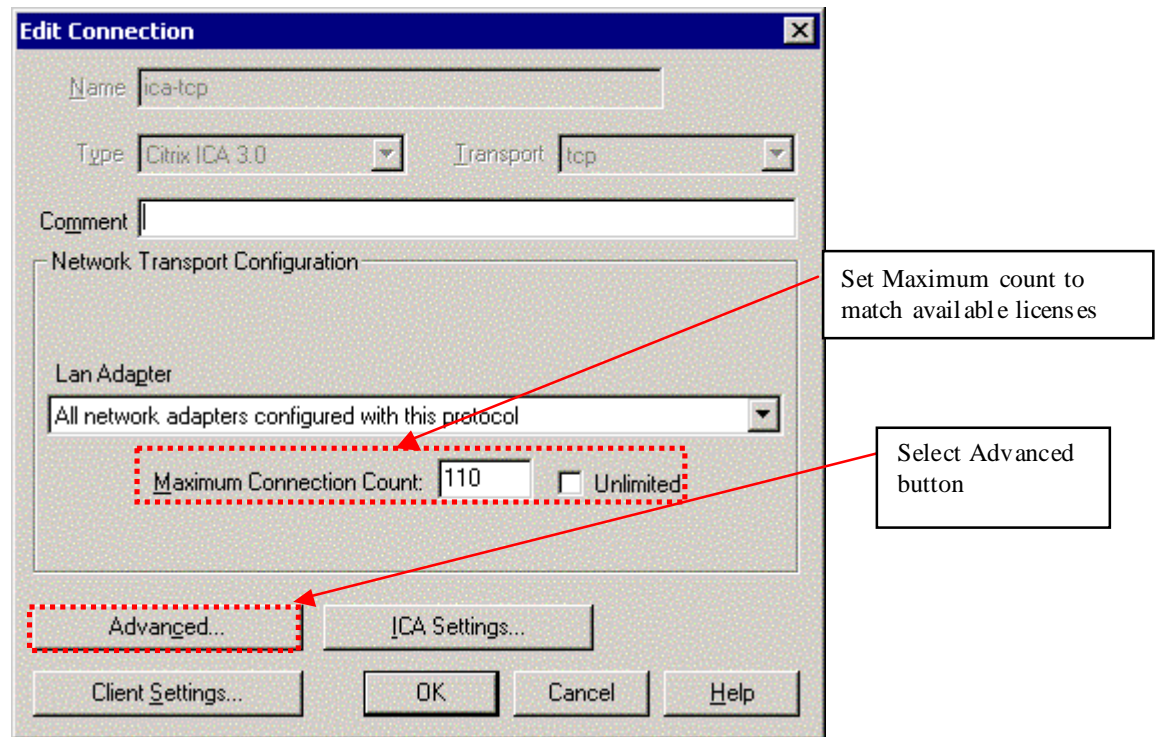 Edit Connection
Name ica-tcp
Type Citrix ICA 3.0 Transport tcp
Comment
Network Transport Configuration
Set Maximum count to
match available licenses
Lan Adapter
All network adapters configured with this protocol
Maximum Connection Count: 110 Unlimited
Select Advanced
button
Advanced... ICA Settings...
Client Settings... OK Cancel Help